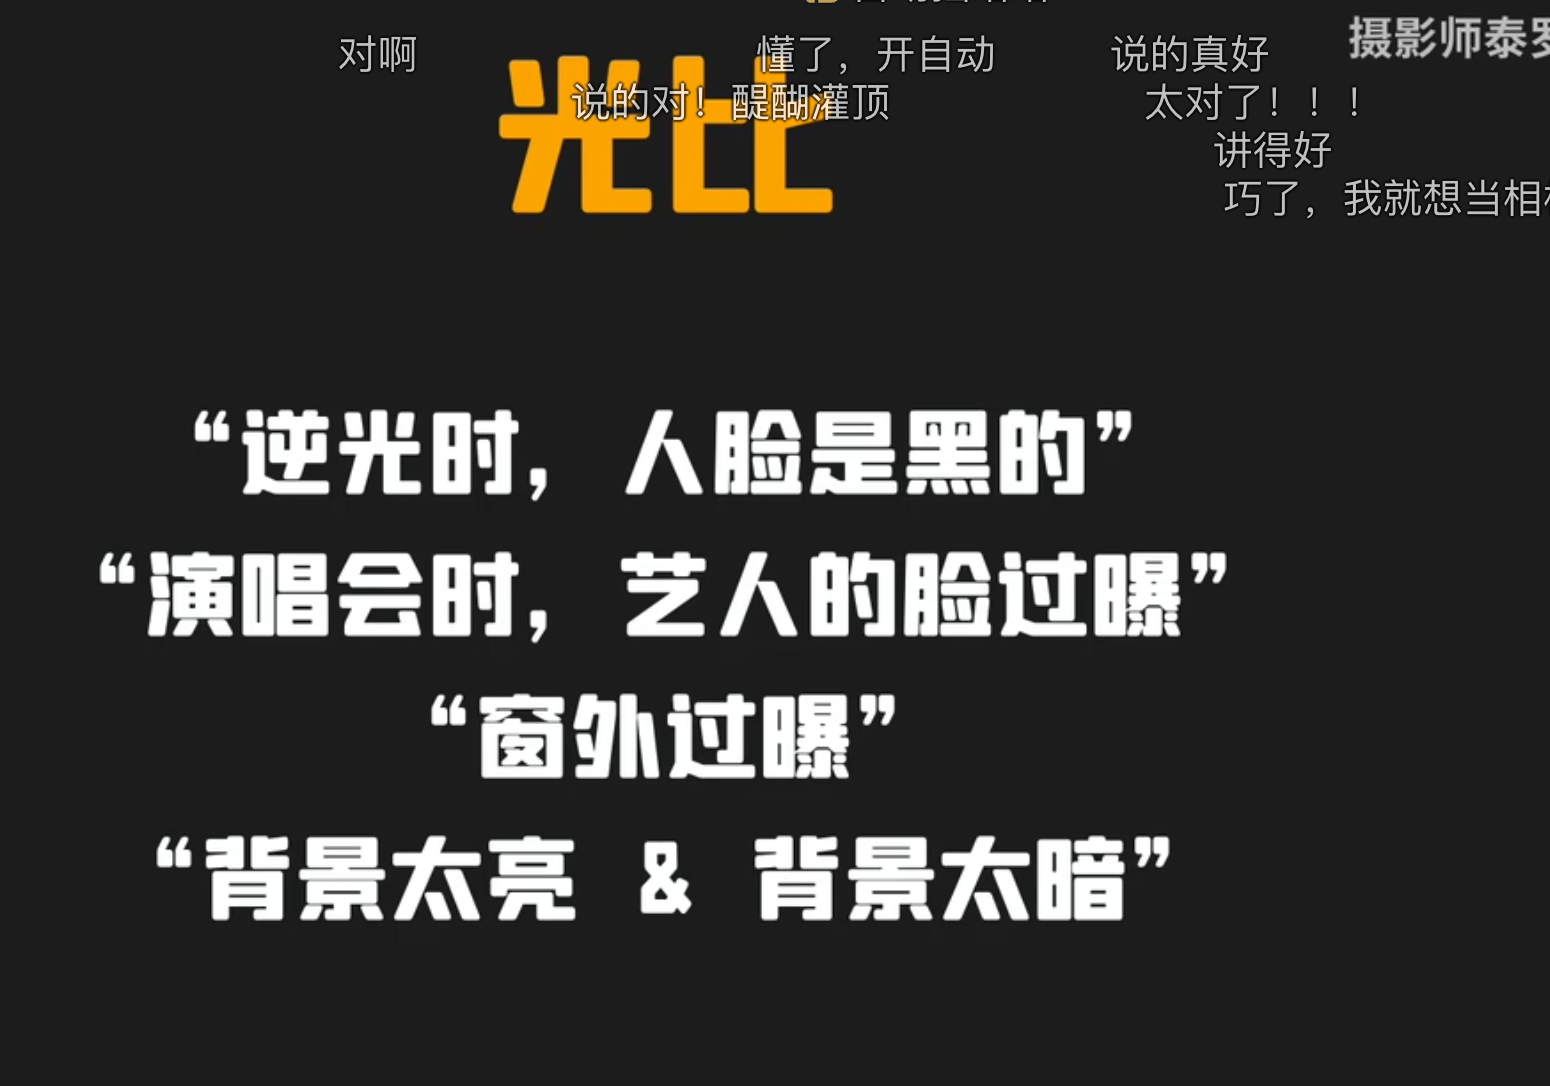 对啊
懂了，开自动
说的真好
摄影师泰罗
说的对！醍醐灌顶
太对了！！！
讲得好
巧了，我就想当相
光比
“逆光时，人脸是黑的”
“演唱会时，艺人的脸过曝”
“窗外过曝”
“背景太亮 & 背景太暗”